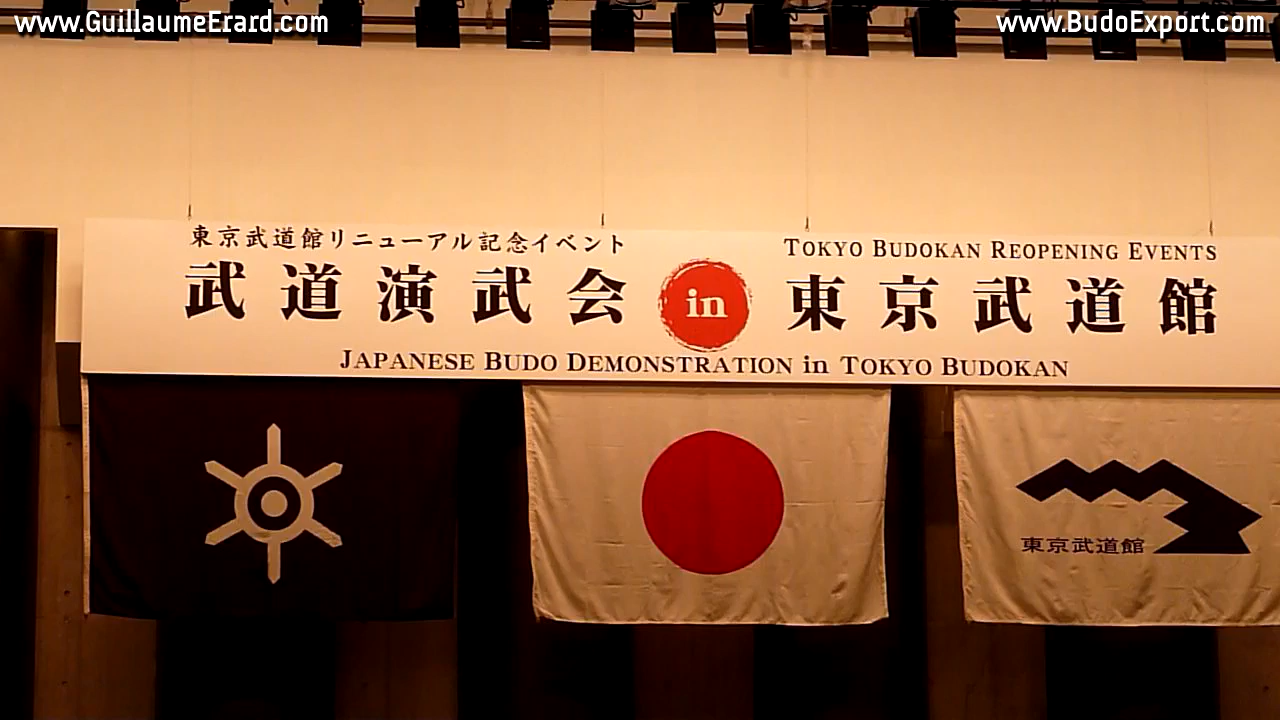 www.GuillaumeErard.com
www.BudoExport.com
東京武道館リニューアル記念イベント
TOKYO BUDOKAN REOPENING EVENTS
武道演武会 in 東京武道館
JAPANESE BUDO DEMONSTRATION in TOKYO BUDOKAN
東京武道館